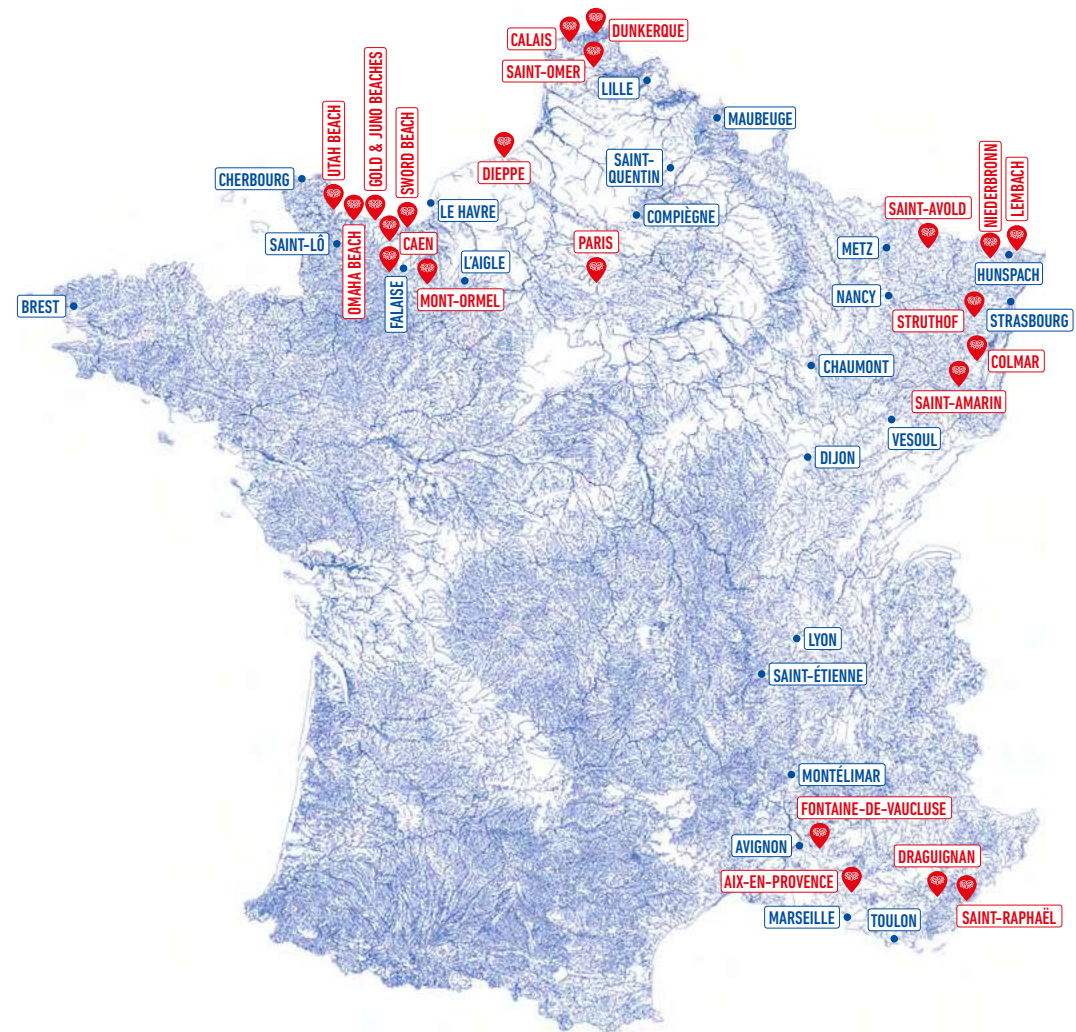 DUNKERQUE
CALAIS
SAINT-OMER
LILLE
MAUBEUGE
UTAH BEACH
GOLD & JUNO BEACHES
SWORD BEACH
DIEPPE
SAINT-
QUENTIN
CHERBOURG
LE HAVRE
COMPIÈGNE
SAINT-AVOLD
NIEDERBRONN
LEMBACH
SAINT-LÔ
OMAHA BEACH
CAEN
PARIS
METZ
HUNSPACH
L'AIGLE
FALAISE
MONT-ORMEL
NANCY
BREST
STRUTHOF
STRASBOURG
COLMAR
CHAUMONT
SAINT-AMARIN
VESOUL
DIJON
LYON
SAINT-ÉTIENNE
MONTÉLIMAR
FONTAINE-DE-VAUCLUSE
AVIGNON
DRAGUIGNAN
AIX-EN-PROVENCE
MARSEILLE
TOULON
SAINT-RAPHAËL